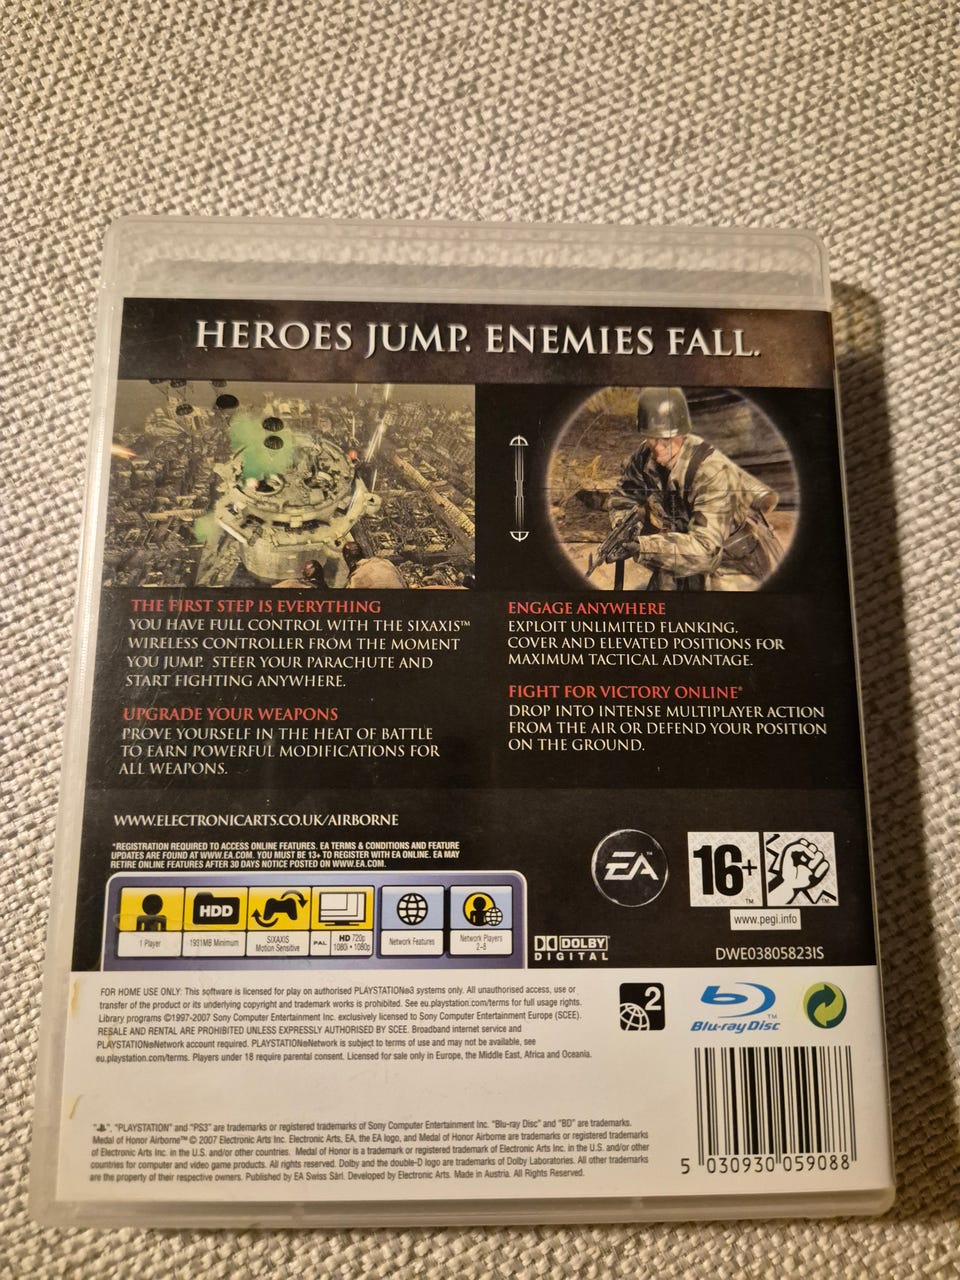 HEROES JUMP. ENEMIES FALL.
THE FIRST STEP IS EVERYTHING
YOU HAVE FULL CONTROL WITH THE SIXAXIS™
WIRELESS CONTROLLER FROM THE MOMENT
YOU JUMP. STEER YOUR PARACHUTE AND
START FIGHTING ANYWHERE.
UPGRADE YOUR WEAPONS
PROVE YOURSELF IN THE HEAT OF BATTLE
TO EARN POWERFUL MODIFICATIONS FOR
ALL WEAPONS.
ENGAGE ANYWHERE
EXPLOIT UNLIMITED FLANKING,
COVER AND ELEVATED POSITIONS FOR
MAXIMUM TACTICAL ADVANTAGE.
FIGHT FOR VICTORY ONLINE*
DROP INTO INTENSE MULTIPLAYER ACTION
FROM THE AIR OR DEFEND YOUR POSITION
ON THE GROUND.
WWW.ELECTRONICARTS.CO.UK/AIRBORNE
*REGISTRATION REQUIRED TO ACCESS ONLINE FEATURES. EA TERMS & CONDITIONS AND FEATURE
UPDATES ARE FOUND AT WWW.EA.COM. YOU MUST BE 13+ TO REGISTER WITH EA ONLINE. EA MAY
RETIRE ONLINE FEATURES AFTER 30 DAYS NOTICE POSTED ON WWW.EA.COM.
EA™
16+™
™
www.pegi.info
HDD
1 Player
1931MB Minimum
SIXAXIS
Motion Sensitive
PAL
HD 720p
1080i • 1080p
Network Features
Network Players
2-8
DOLBY
DIGITAL
DWE03805823IS
FOR HOME USE ONLY: This software is licensed for play on authorised PLAYSTATION®3 systems only. All unauthorised access, use or
transfer of the product or its underlying copyright and trademark works is prohibited. See eu.playstation.com/terms for full usage rights.
Library programs ©1997-2007 Sony Computer Entertainment Inc. exclusively licensed to Sony Computer Entertainment Europe (SCEE).
RESALE AND RENTAL ARE PROHIBITED UNLESS EXPRESSLY AUTHORISED BY SCEE. Broadband internet service and
PLAYSTATION®Network account required. PLAYSTATION®Network is subject to terms of use and may not be available, see
eu.playstation.com/terms. Players under 18 require parental consent. Licensed for sale only in Europe, the Middle East, Africa and Oceania.
2
Blu-ray Disc™
" ", "PLAYSTATION" and "PS3" are trademarks or registered trademarks of Sony Computer Entertainment Inc. "Blu-ray Disc" and "BD" are trademarks.
Medal of Honor Airborne™ © 2007 Electronic Arts Inc. Electronic Arts, EA, the EA logo, and Medal of Honor Airborne are trademarks or registered trademarks
of Electronic Arts Inc. in the U.S. and/or other countries. Medal of Honor is a trademark or registered trademark of Electronic Arts Inc. in the U.S. and/or other
countries for computer and video game products. All rights reserved. Dolby and the double-D logo are trademarks of Dolby Laboratories. All other trademarks
are the property of their respective owners. Published by EA Swiss Sàrl. Developed by Electronic Arts. Made in Austria. All Rights Reserved.
5 030930 059088